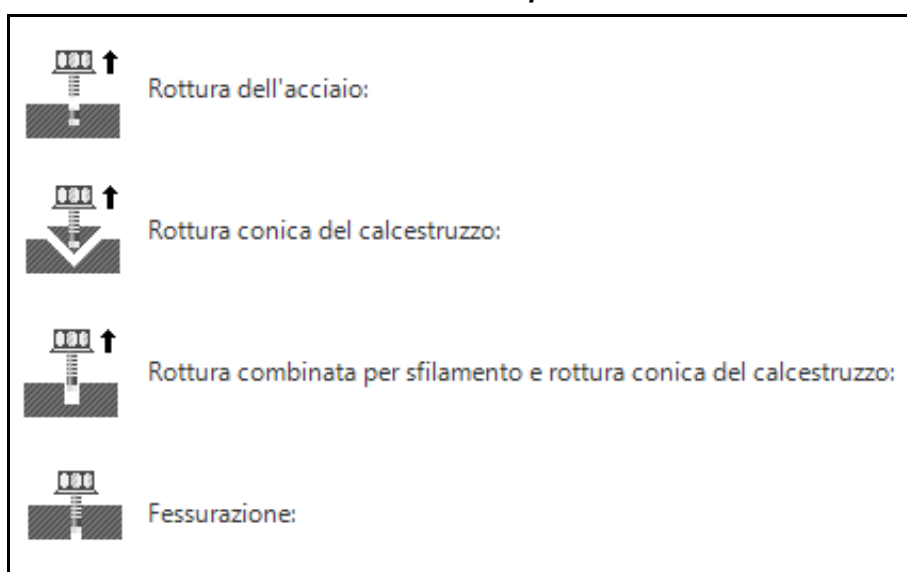 Rottura dell'acciaio:
Rottura conica del calcestruzzo:
Rottura combinata per sfilamento e rottura conica del calcestruzzo:
Fessurazione: